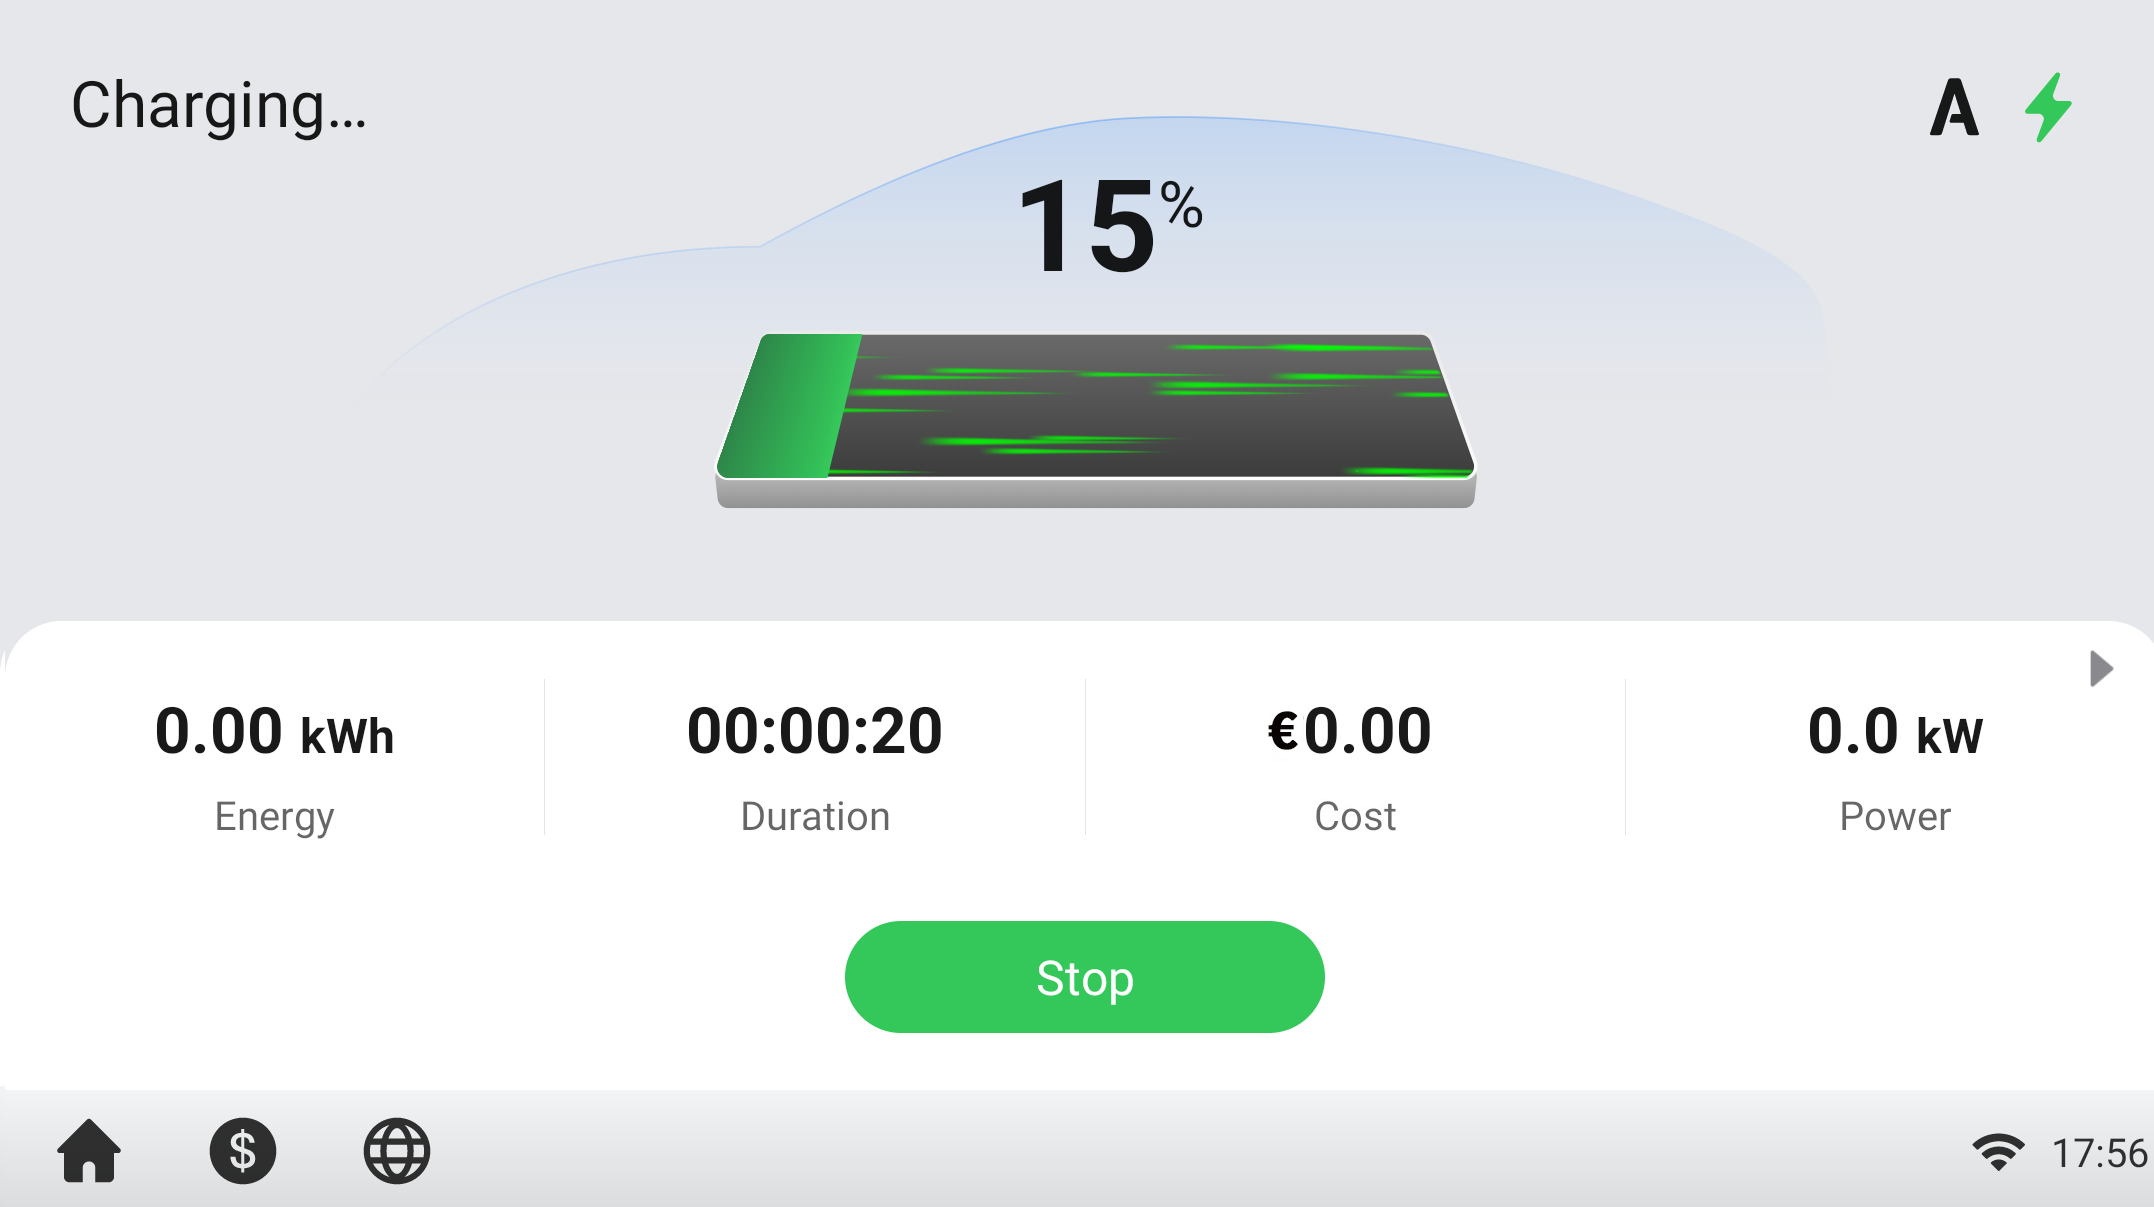 Charging...
A
15%
0.00 kWh
00:00:20
€0.00
0.0 kW
Energy
Duration
Cost
Power
Stop
$
17:56